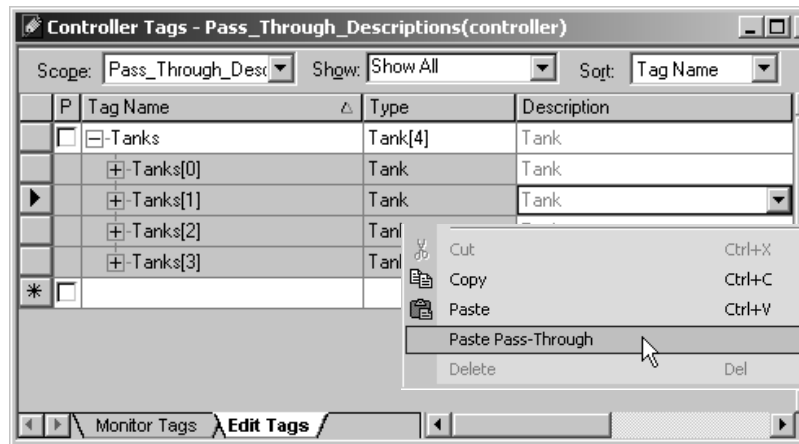 Controller Tags - Pass_Through_Descriptions(controller)
Scope: Pass_Through_Desc Show: Show All Sort: Tag Name
P Tag Name Type Description
Tanks Tank[4] Tank
Tanks[0] Tank Tank
Tanks[1] Tank Tank
Tanks[2]
Tanks[3]
Cut Ctrl+X
Copy Ctrl+C
Paste Ctrl+V
Paste Pass-Through
Delete Del
Monitor Tags Edit Tags